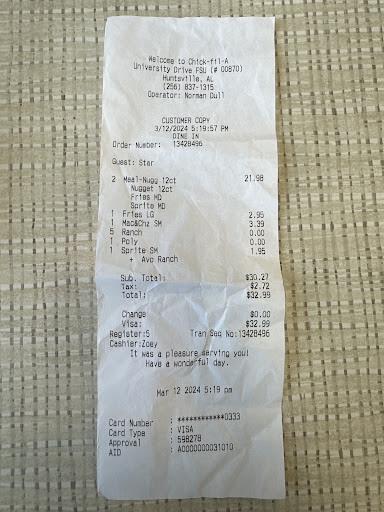 Welcome to Chick-fil-A
University Drive FSU (# 00870)
Huntsville, AL
(256) 837-1315
Operator: Norman Dull
CUSTOMER COPY
3/12/2024 5:19:57 PM
DINE IN
Order Number: 13428496
Guest: Star
2 Meal-Nugg 12ct 21.98
Nugget 12ct
Fries MD
Sprite MD
1 Fries LG 2.95
1 Mac&Chz SM 3.39
5 Ranch 0.00
1 Poly 0.00
1 Sprite SM 1.95
+ Avo Ranch
Sub. Total: $30.27
Tax: $2.72
Total: $32.99
Change $0.00
Visa: $32.99
Register:5 Tran Seq No:13428496
Cashier:Zoey
It was a pleasure serving you!
Have a wonderful day.
Mar 12 2024 5:19 pm
Card Number : ************0333
Card Type : VISA
Approval : 598278
AID : A0000000031010